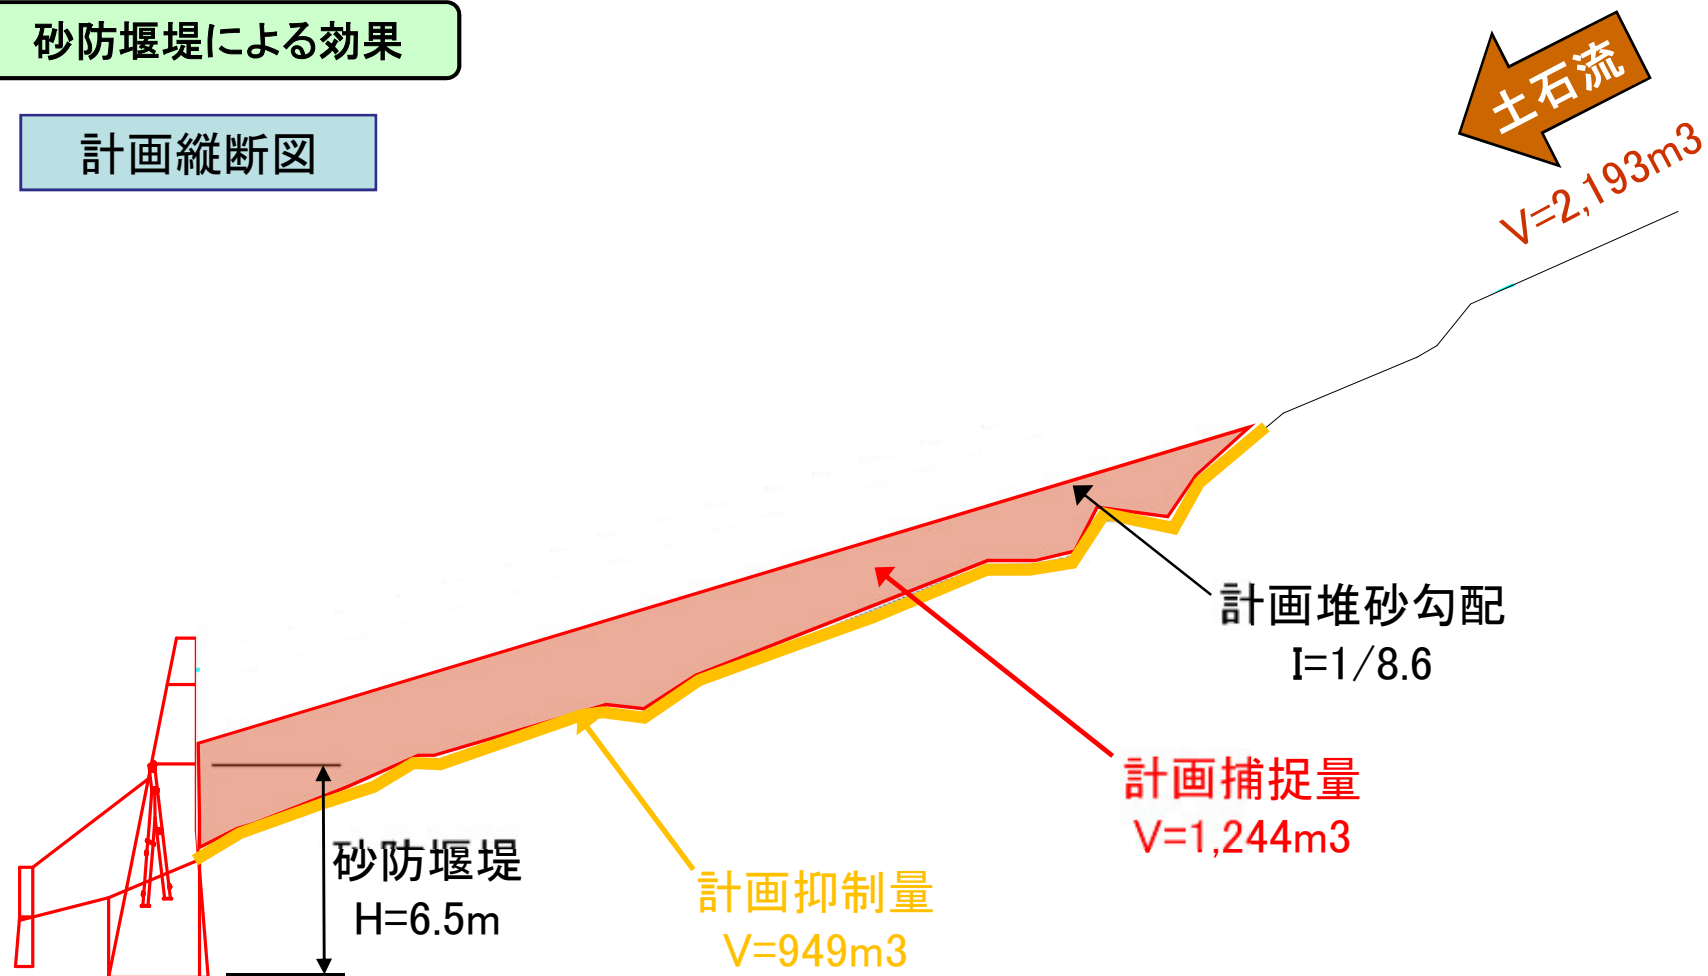 砂防堰堤による効果
計画縦断図
土石流
V=2,193m3
計画堆砂勾配
I=1/8.6
計画捕捉量
V=1,244m3
砂防堰堤
H=6.5m
計画抑制量
V=949m3